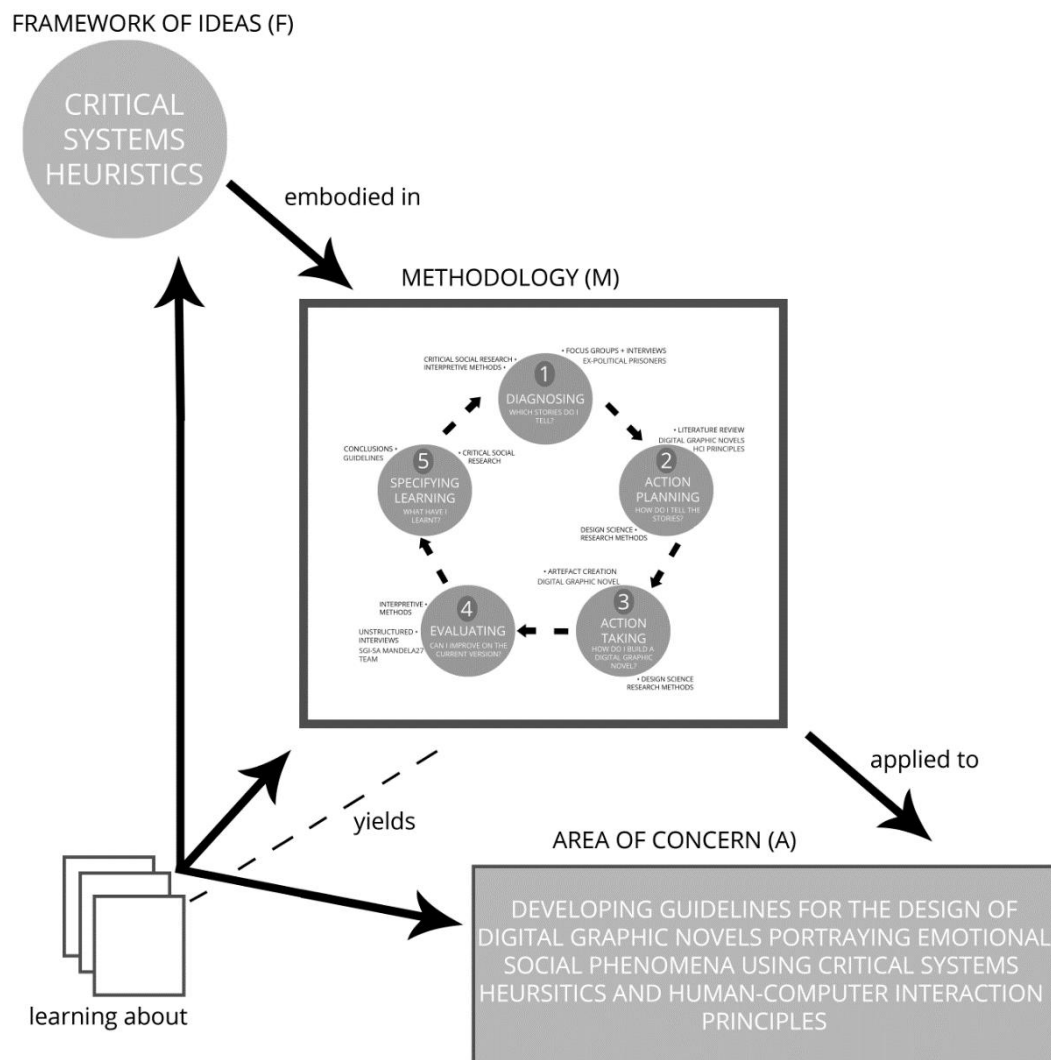 FRAMEWORK OF IDEAS (F)
CRITICAL
SYSTEMS
HEURISTICS
embodied in
METHODOLOGY (M)
CRITICIAL SOCIAL RESEARCH •
INTERPRETIVE METHODS •
• FOCUS GROUPS + INTERVIEWS
EX-POLITICAL PRISONERS
1
DIAGNOSING
WHICH STORIES DO I
TELL?
• LITERATURE REVIEW
DIGITAL GRAPHIC NOVELS
HCI PRINCIPLES
2
ACTION
PLANNING
HOW DO I TELL THE
STORIES?
DESIGN SCIENCE •
RESEARCH METHODS
• ARTEFACT CREATION
DIGITAL GRAPHIC NOVEL
3
ACTION
TAKING
HOW DO I BUILD A
DIGITAL GRAPHIC
NOVEL?
• DESIGN SCIENCE
RESEARCH METHODS
INTERPRETIVE •
METHODS
UNSTRUCTURED •
INTERVIEWS
SGI-SA MANDELA27
TEAM
4
EVALUATING
CAN I IMPROVE ON THE
CURRENT VERSION?
CONCLUSIONS •
GUIDELINES
• CRITICAL SOCIAL
RESEARCH
5
SPECIFYING
LEARNING
WHAT HAVE I
LEARNT?
applied to
yields
AREA OF CONCERN (A)
DEVELOPING GUIDELINES FOR THE DESIGN OF
DIGITAL GRAPHIC NOVELS PORTRAYING EMOTIONAL
SOCIAL PHENOMENA USING CRITICAL SYSTEMS
HEURSITICS AND HUMAN-COMPUTER INTERACTION
PRINCIPLES
learning about